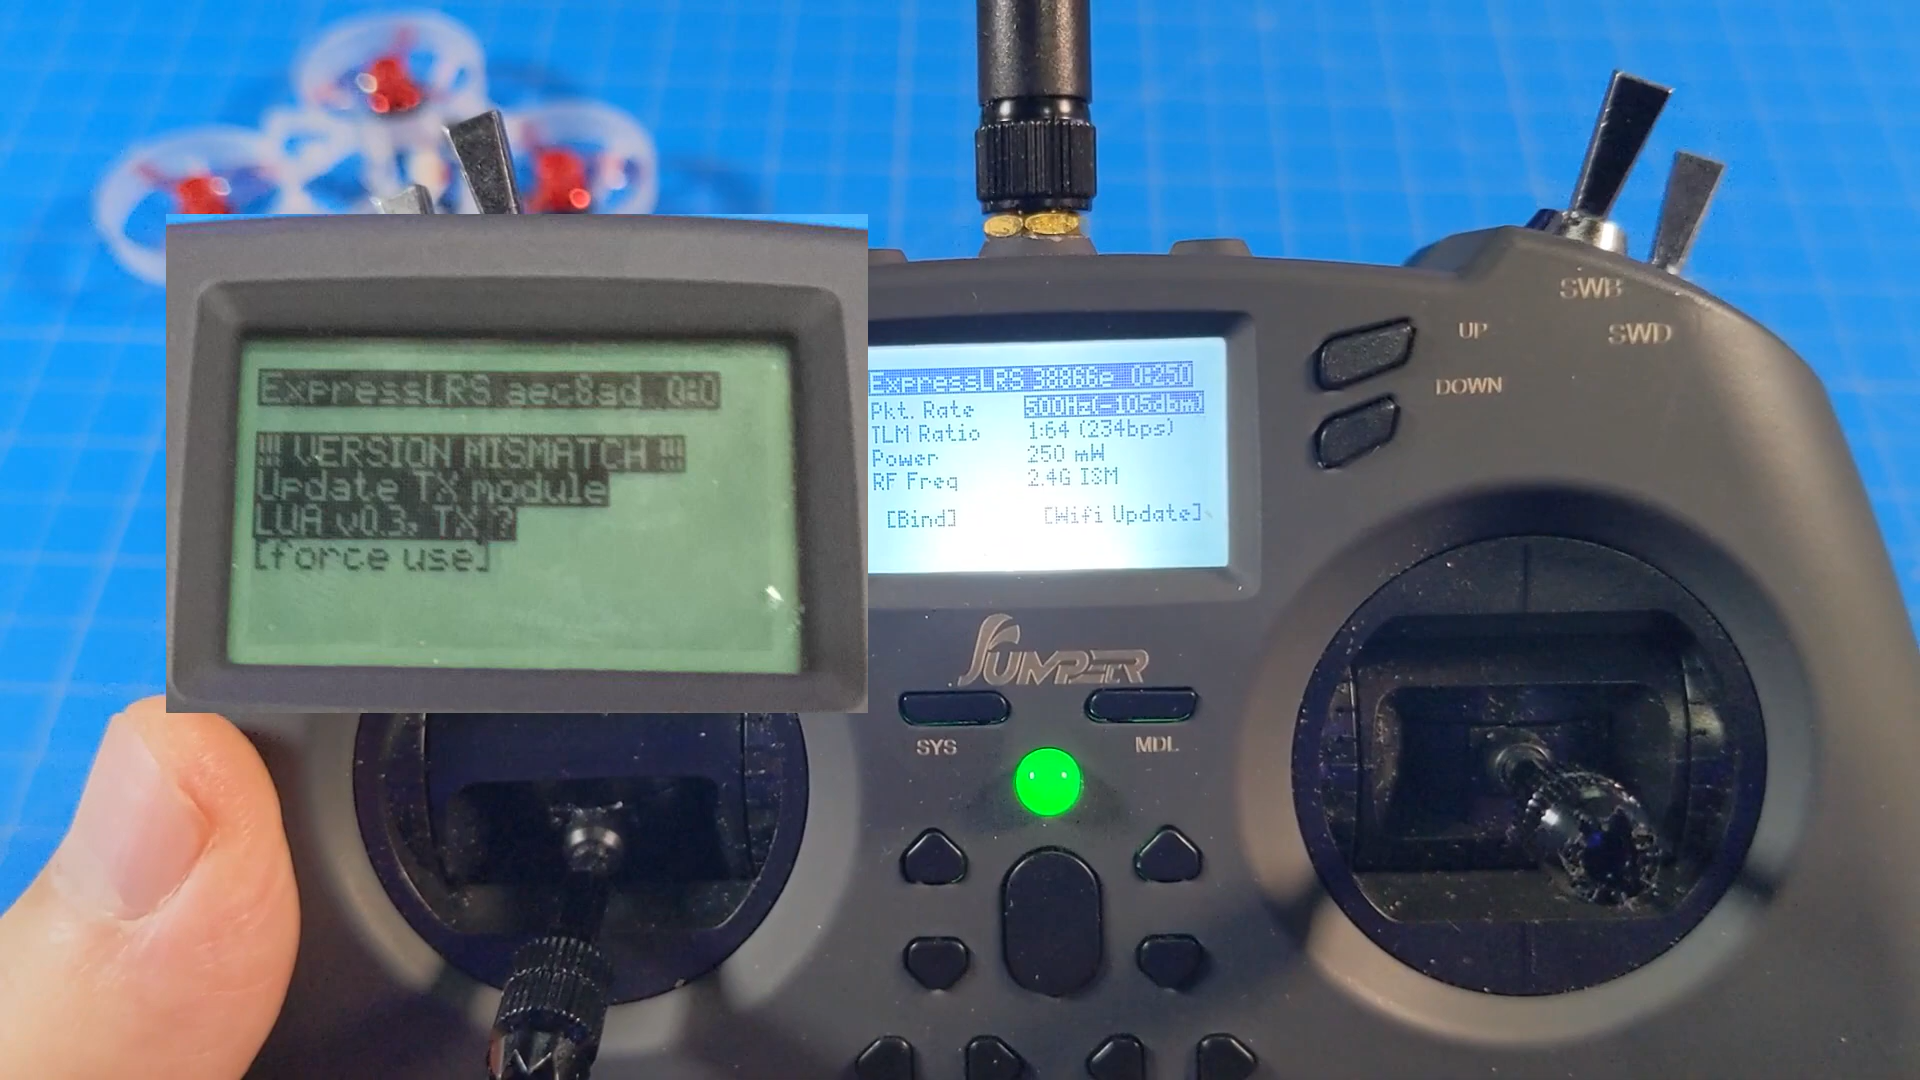 ExpressLRS aec8ad 0:0
!!! VERSION MISMATCH !!!
Update TX module
LUA v0.3, TX ?
[force use]
ExpressLRS 38866e 0:250
Pkt. Rate 500Hz(-105dbm)
TLM Ratio 1:64 (234bps)
Power 250 mW
RF Freq 2.4G ISM
[Bind] [Wifi Update]
SWB
SWD
UP
DOWN
JUMPER
SYS
MDL